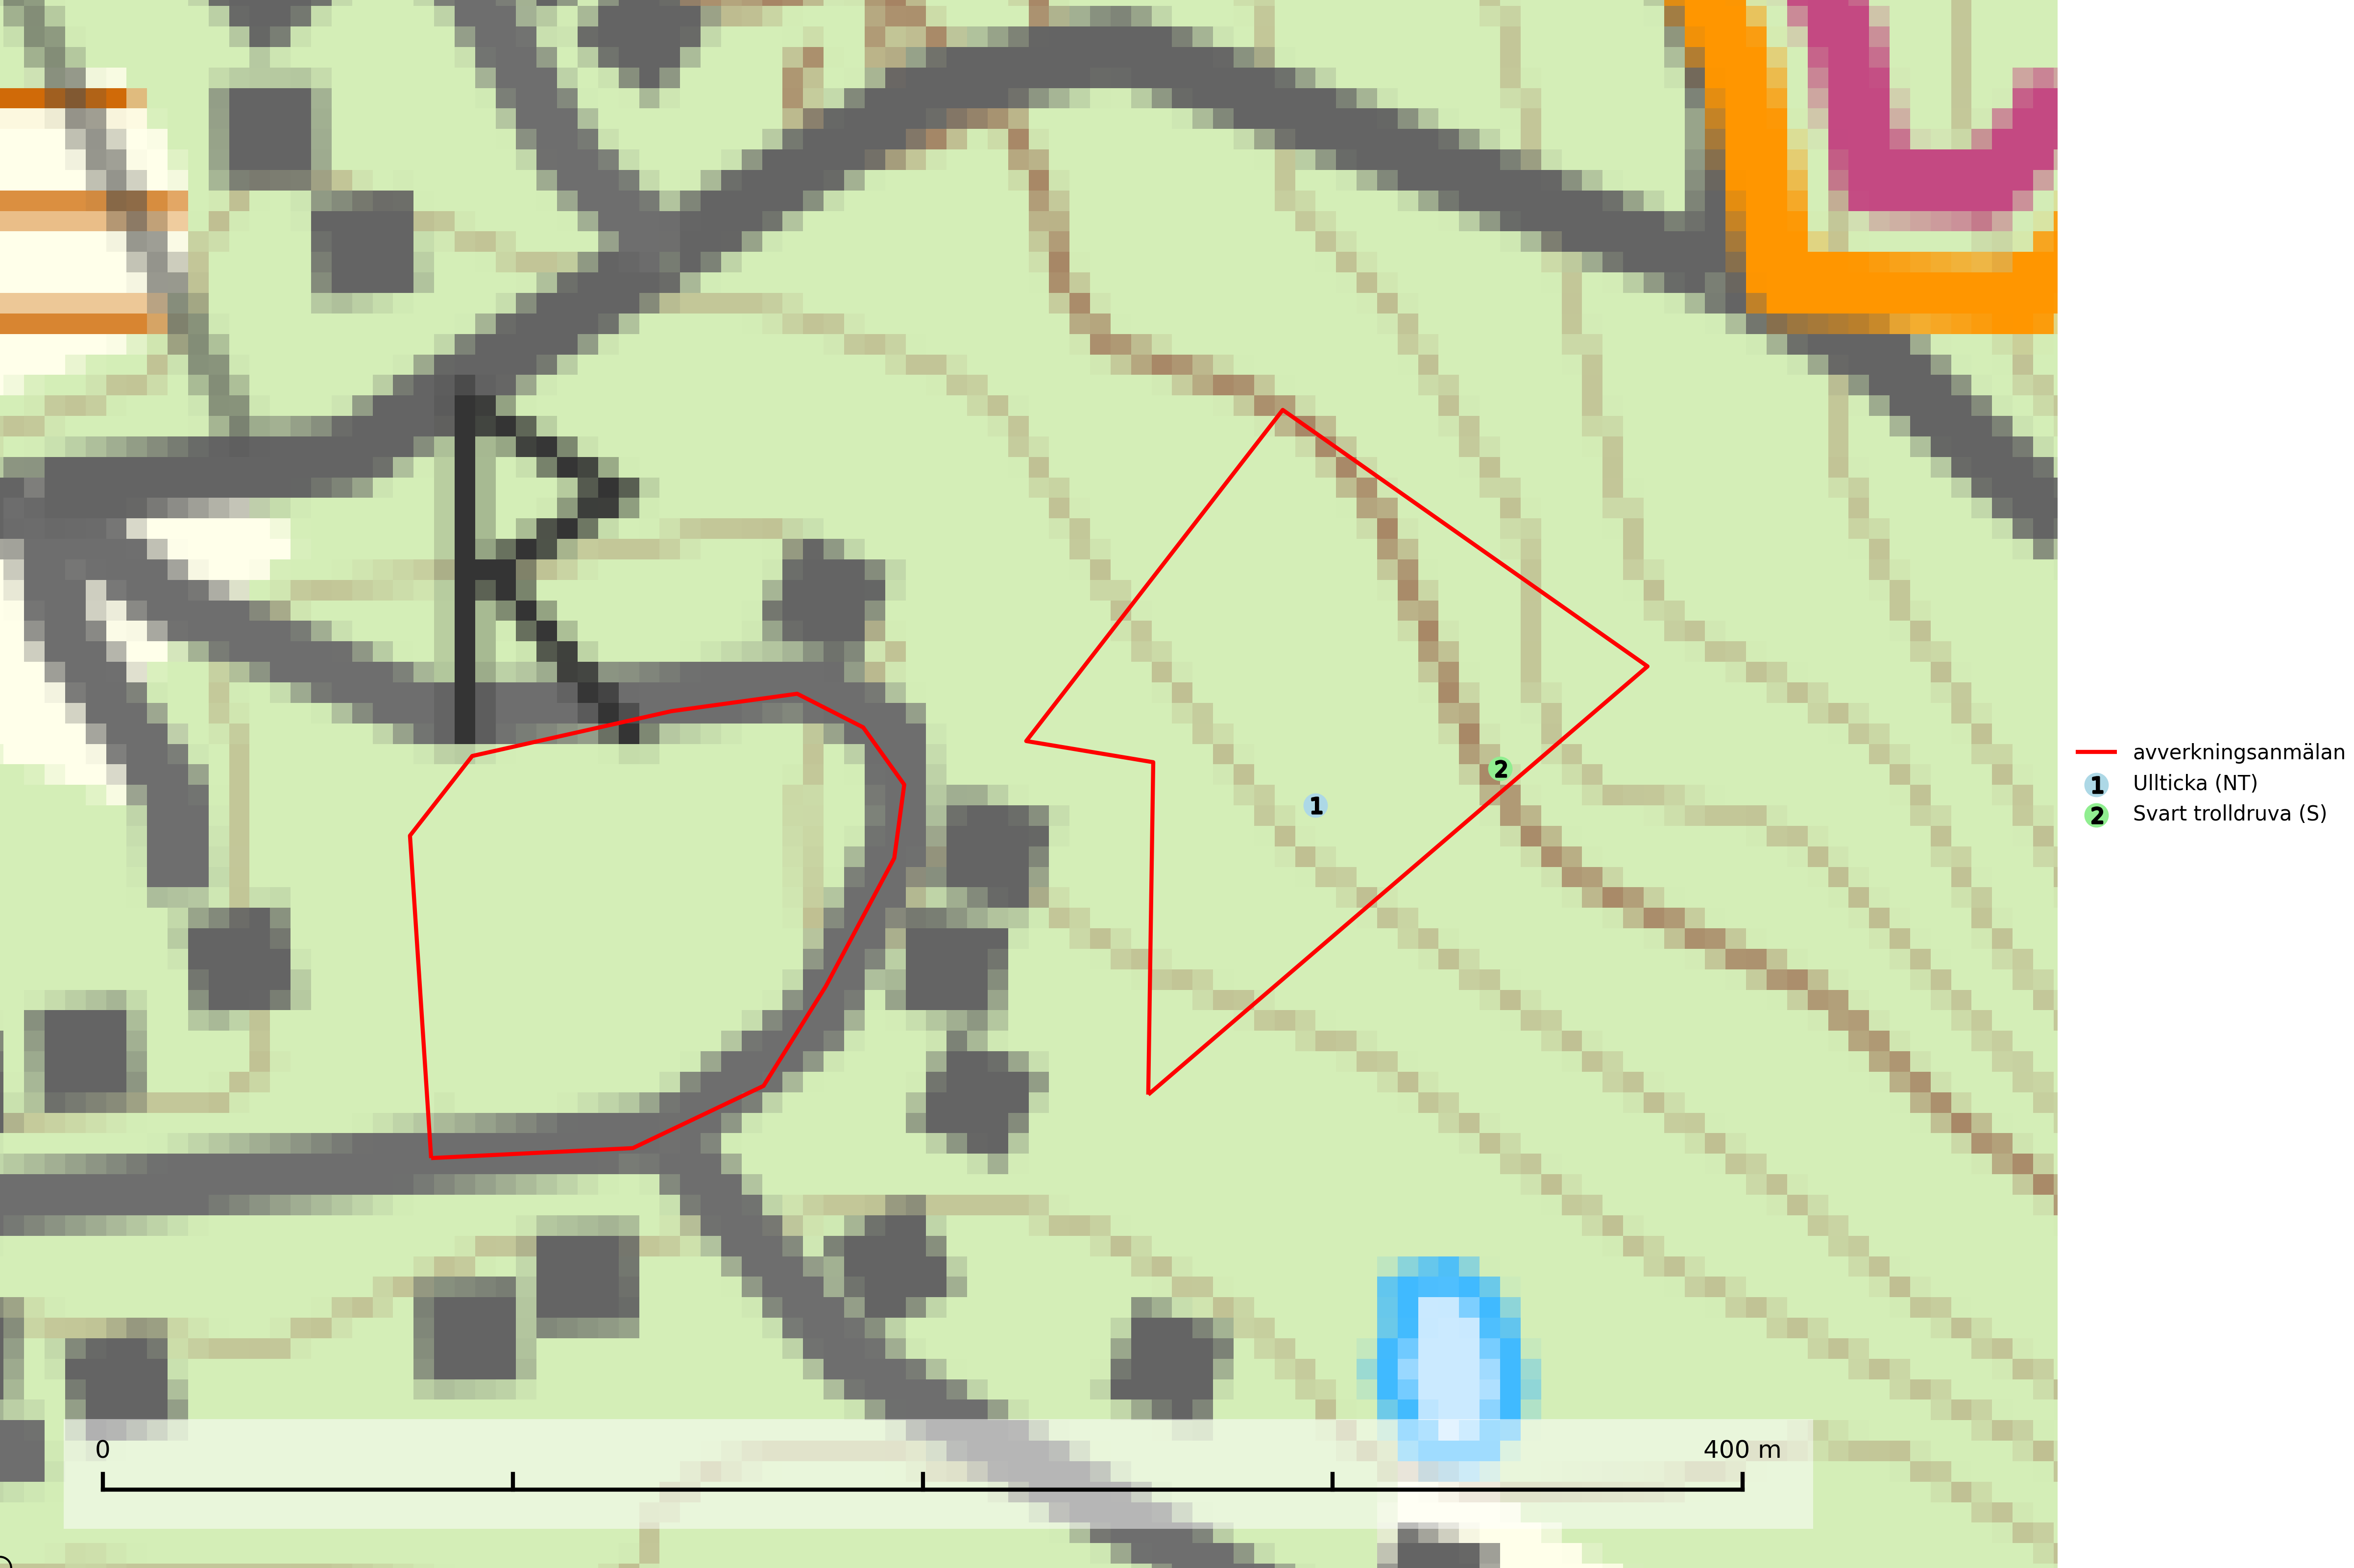 2
1
avverkningsanmälan
1 Ullticka (NT)
2 Svart trolldruva (S)
0 400 m